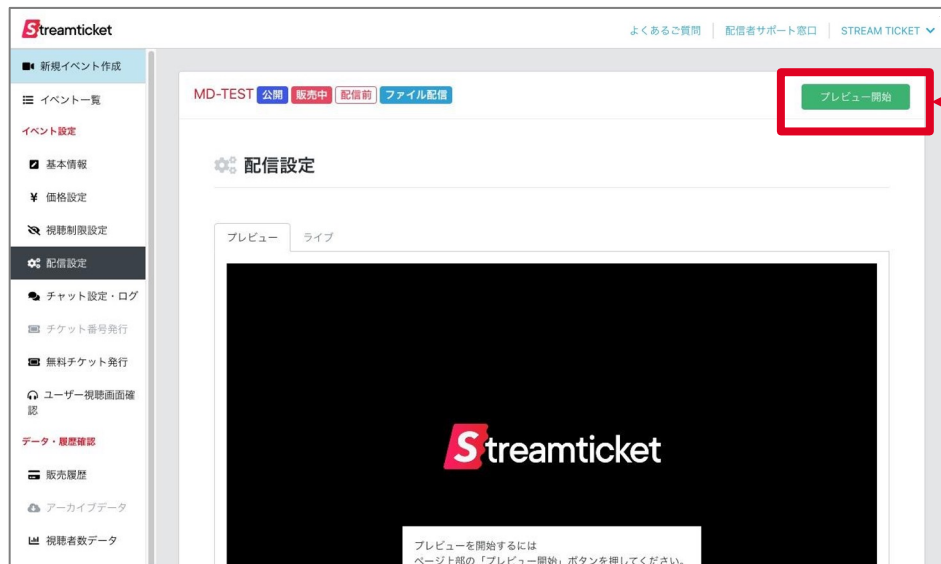 Streamticket
よくあるご質問
配信者サポート窓口
STREAM TICKET
新規イベント作成
イベント一覧
イベント設定
基本情報
価格設定
視聴制限設定
配信設定
チャット設定・ログ
チケット番号発行
無料チケット発行
ユーザー視聴画面確
認
データ・履歴確認
販売履歴
アーカイブデータ
視聴者数データ
MD-TEST 公開 販売中 配信前 ファイル配信
プレビュー開始
配信設定
プレビュー ライブ
Streamticket
プレビューを開始するには
ページ上部の「プレビュー開始」ボタンを押してください。